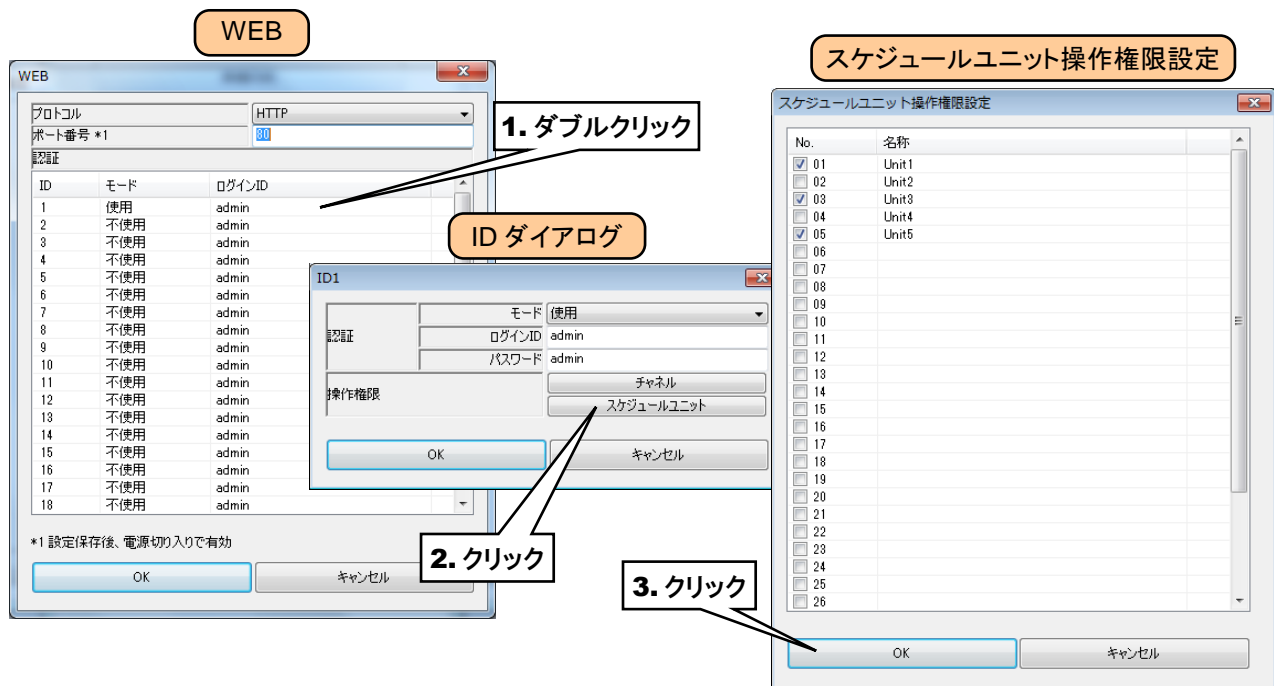 WEB
WEB
プロトコル HTTP
ポート番号 *1 80
認証
ID モード ログインID
1 使用 admin
2 不使用 admin
3 不使用 admin
4 不使用 admin
5 不使用 admin
6 不使用 admin
7 不使用 admin
8 不使用 admin
9 不使用 admin
10 不使用 admin
11 不使用 admin
12 不使用 admin
13 不使用 admin
14 不使用 admin
15 不使用 admin
16 不使用 admin
17 不使用 admin
18 不使用 admin
*1 設定保存後、電源切り入りで有効
OK キャンセル
1. ダブルクリック
ID ダイアログ
ID1
モード 使用
認証 ログインID admin
パスワード admin
操作権限 チャネル
スケジュールユニット
OK キャンセル
2. クリック
スケジュールユニット操作権限設定
スケジュールユニット操作権限設定
No. 名称
01 Unit1
02 Unit2
03 Unit3
04 Unit4
05 Unit5
06
07
08
09
10
11
12
13
14
15
16
17
18
19
20
21
22
23
24
25
26
3. クリック
OK キャンセル